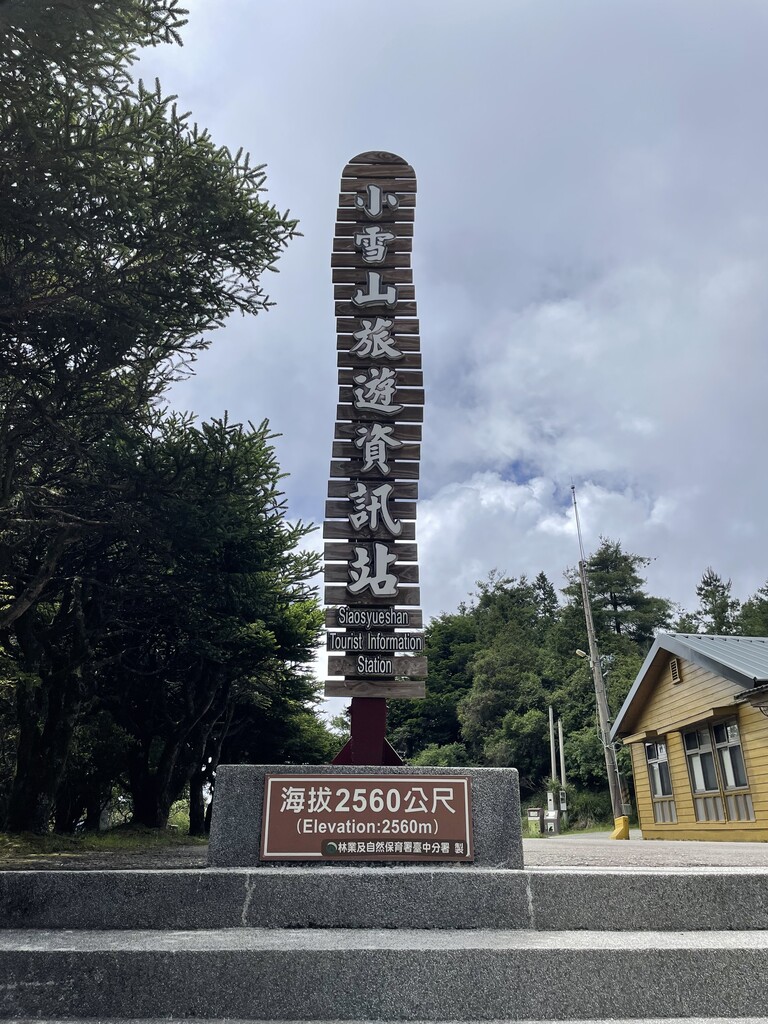 小雪山旅遊資訊站
Siaosyueshan
Tourist Information
Station
海拔2560公尺
(Elevation:2560m)
林業及自然保育署臺中分署 製